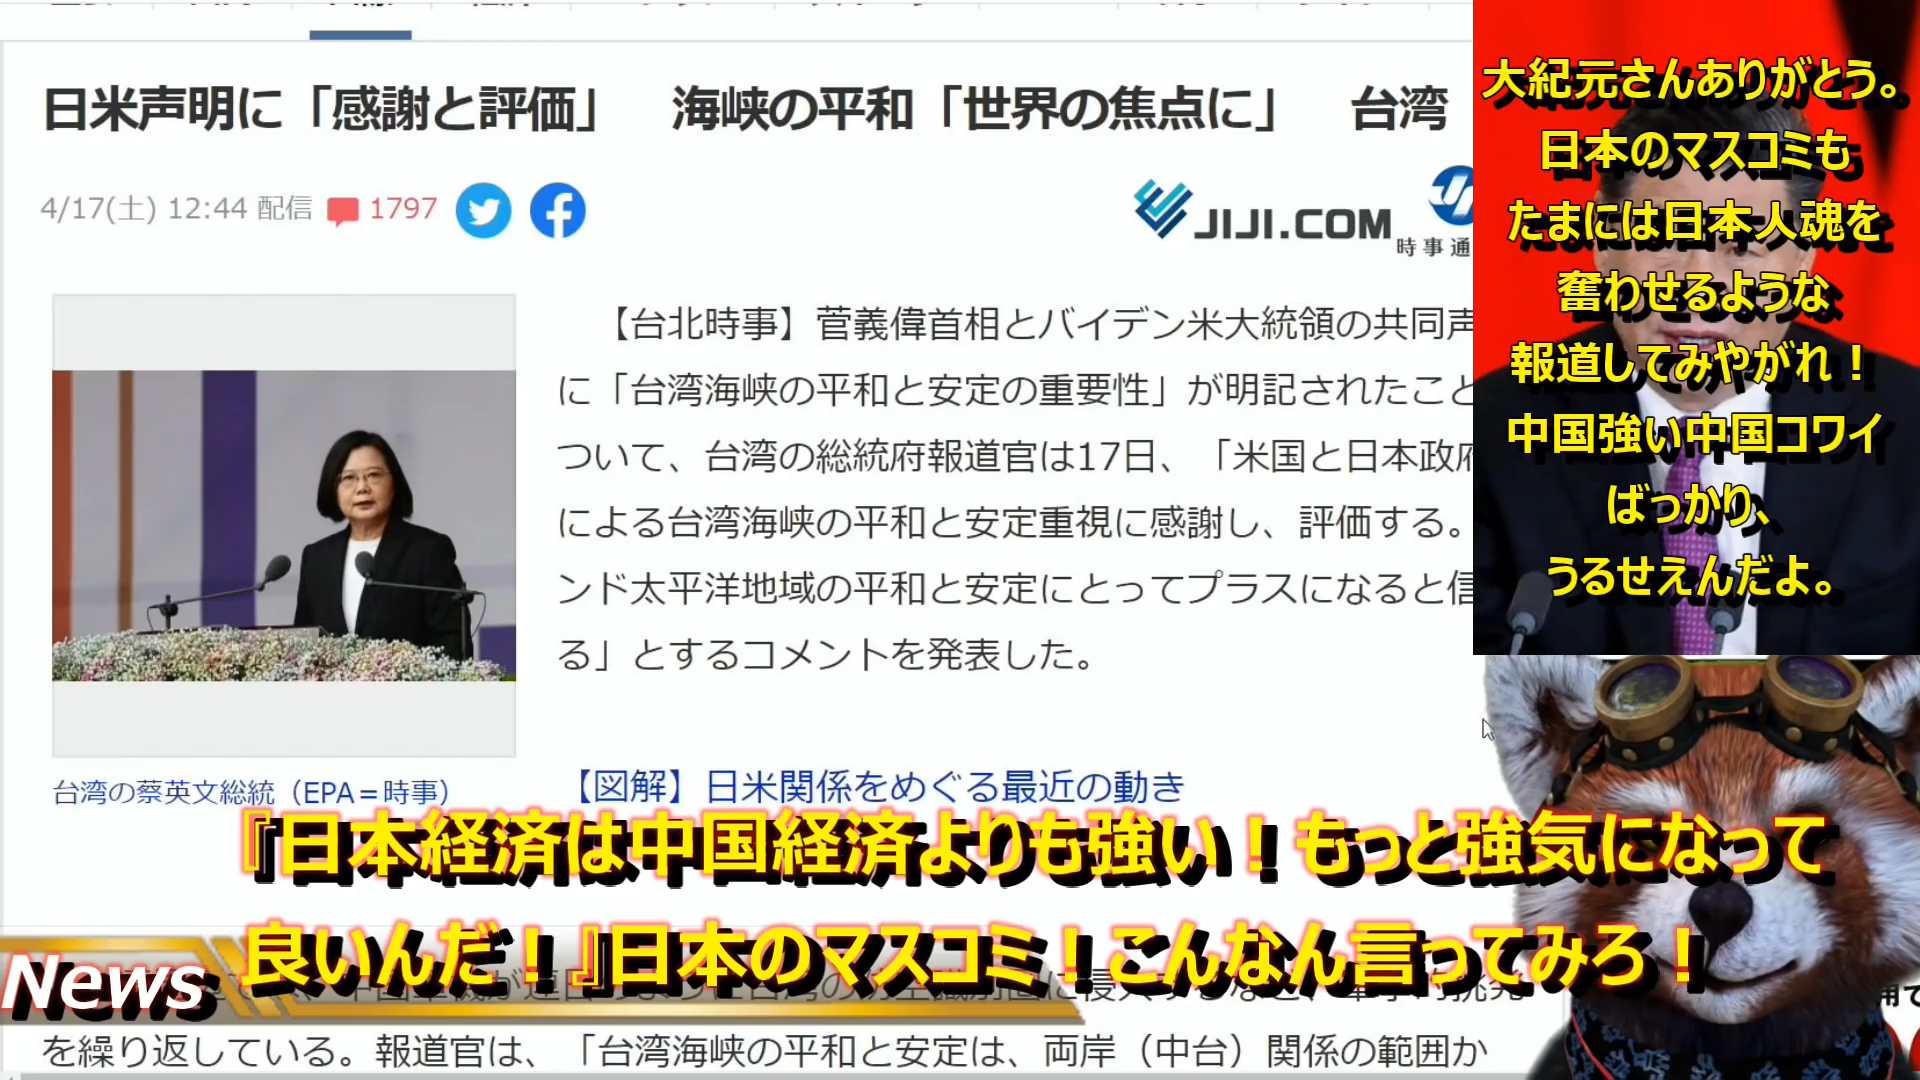 日米声明に「感謝と評価」 海峡の平和「世界の焦点に」 台湾
4/17(土) 12:44 配信 1797
JIJI.COM
時事通
【台北時事】菅義偉首相とバイデン米大統領の共同声
に「台湾海峡の平和と安定の重要性」が明記されたこと
ついて、台湾の総統府報道官は17日、「米国と日本政府
による台湾海峡の平和と安定重視に感謝し、評価する。
ンド太平洋地域の平和と安定にとってプラスになると信
る」とするコメントを発表した。
台湾の蔡英文総統（EPA＝時事）
【図解】日米関係をめぐる最近の動き
大紀元さんありがとう。
日本のマスコミも
たまには日本人魂を
奮わせるような
報道してみやがれ！
中国強い中国コワイ
ばっかり、
うるせえんだよ。
『日本経済は中国経済よりも強い！もっと強気になって
良いんだ！』日本のマスコミ！こんなん言ってみろ！
News
を繰り返している。報道官は、「台湾海峡の平和と安定は、両岸（中台）関係の範囲か